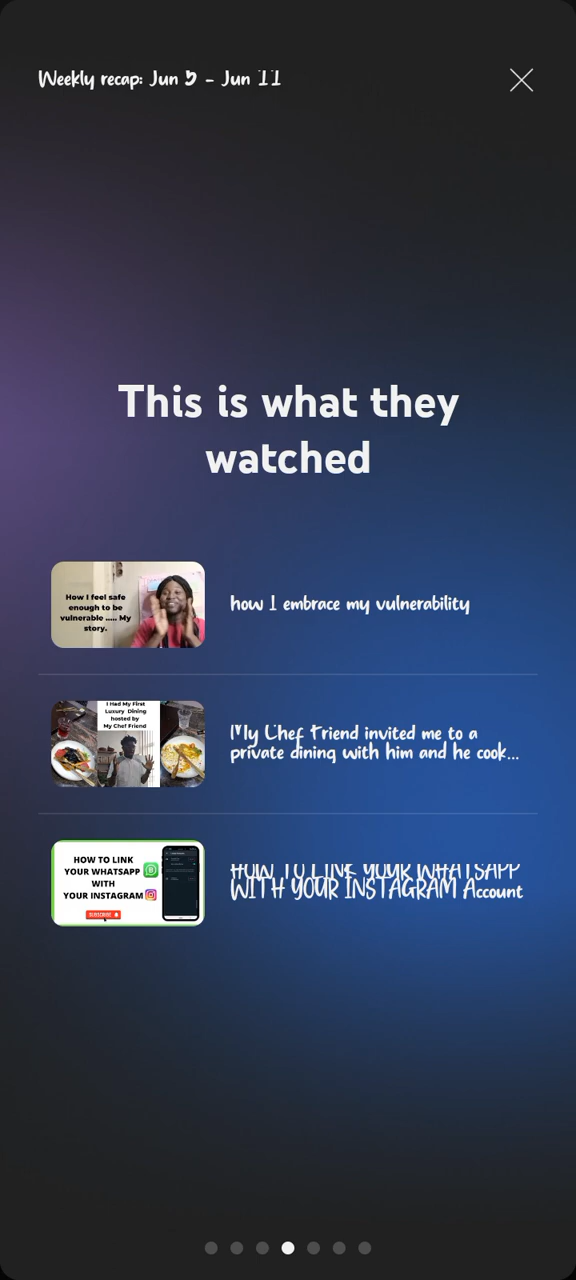 Weekly recap: Jun 5 - Jun 11
This is what they
watched
How I feel safe
enough to be
vulnerable ..... My
story.
how I embrace my vulnerability
I Had My First
Luxury Dining
hosted by
My Chef Friend
My Chef Friend invited me to a
private dining with him and he cook...
HOW TO LINK
YOUR WHATSAPP
WITH
YOUR INSTAGRAM
SUBSCRIBE
HOW TO LINK YOUR WHATSAPP
WITH YOUR INSTAGRAM Account